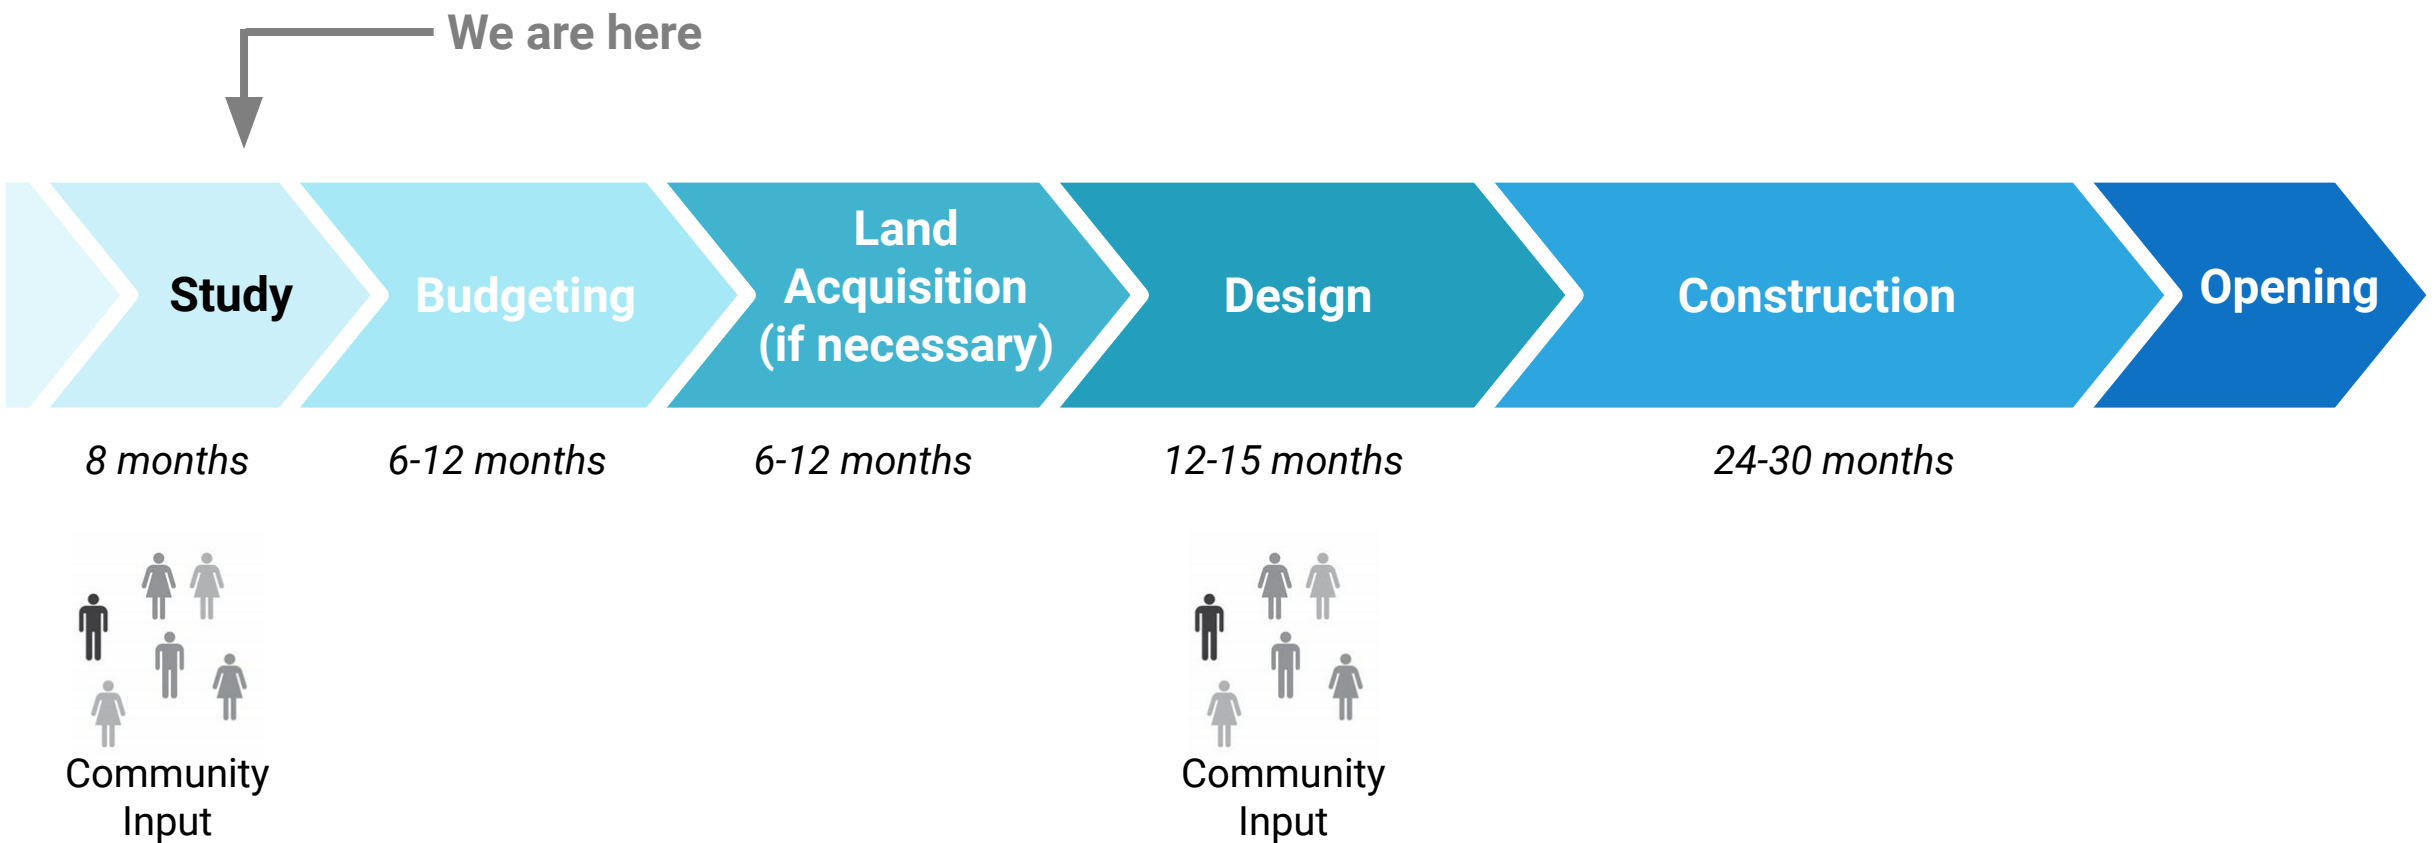 We are here
Study
Budgeting
Land
Acquisition
(if necessary)
Design
Construction
Opening
8 months
6-12 months
6-12 months
12-15 months
24-30 months
Community
Input
Community
Input